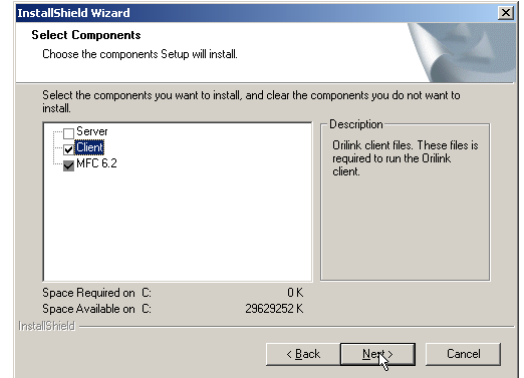 InstallShield Wizard
Select Components
Choose the components Setup will install.
Select the components you want to install, and clear the components you do not want to
install.
Server
Client
MFC 6.2
Description
Orilink client files. These files is
required to run the Orilink
client.
Space Required on C: 0 K
Space Available on C: 29629252 K
InstallShield
< Back Next > Cancel